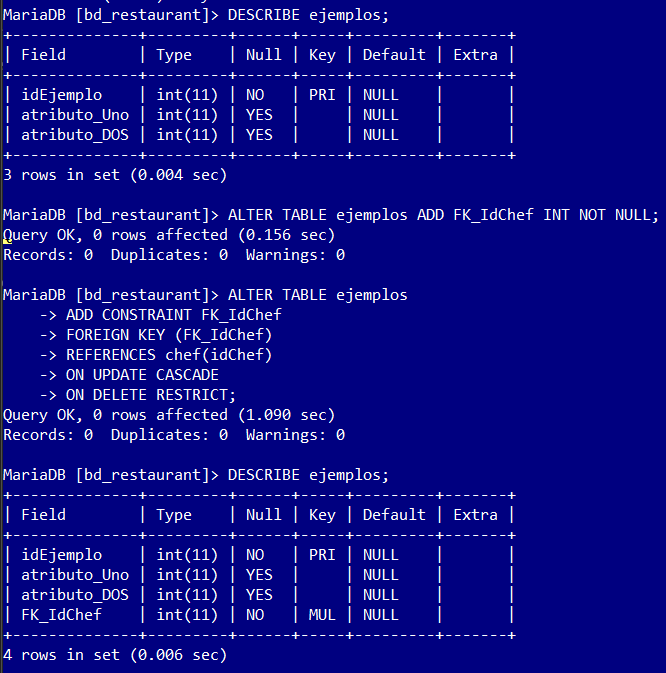 MariaDB [bd_restaurant]> DESCRIBE ejemplos;
+--------------+---------+------+-----+---------+-------+
| Field        | Type    | Null | Key | Default | Extra |
+--------------+---------+------+-----+---------+-------+
| idEjemplo    | int(11) | NO   | PRI | NULL    |       |
| atributo_Uno | int(11) | YES  |     | NULL    |       |
| atributo_DOS | int(11) | YES  |     | NULL    |       |
+--------------+---------+------+-----+---------+-------+
3 rows in set (0.004 sec)
MariaDB [bd_restaurant]> ALTER TABLE ejemplos ADD FK_IdChef INT NOT NULL;
Query OK, 0 rows affected (0.156 sec)
Records: 0  Duplicates: 0  Warnings: 0
MariaDB [bd_restaurant]> ALTER TABLE ejemplos
    -> ADD CONSTRAINT FK_IdChef
    -> FOREIGN KEY (FK_IdChef)
    -> REFERENCES chef(idChef)
    -> ON UPDATE CASCADE
    -> ON DELETE RESTRICT;
Query OK, 0 rows affected (1.090 sec)
Records: 0  Duplicates: 0  Warnings: 0
MariaDB [bd_restaurant]> DESCRIBE ejemplos;
+--------------+---------+------+-----+---------+-------+
| Field        | Type    | Null | Key | Default | Extra |
+--------------+---------+------+-----+---------+-------+
| idEjemplo    | int(11) | NO   | PRI | NULL    |       |
| atributo_Uno | int(11) | YES  |     | NULL    |       |
| atributo_DOS | int(11) | YES  |     | NULL    |       |
| FK_IdChef    | int(11) | NO   | MUL | NULL    |       |
+--------------+---------+------+-----+---------+-------+
4 rows in set (0.006 sec)